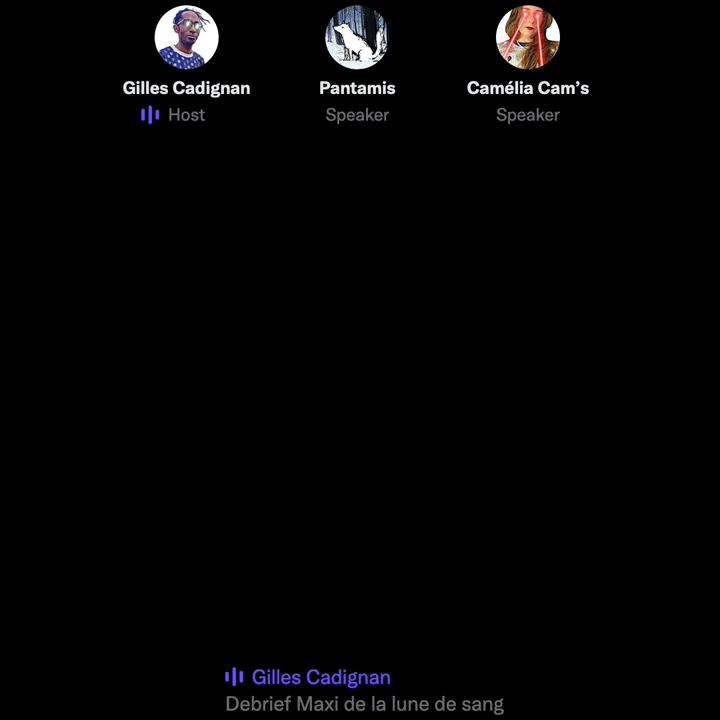 Gilles Cadignan
Pantamis
Camélia Cam’s
Host
Speaker
Speaker
Gilles Cadignan
Debrief Maxi de la lune de sang